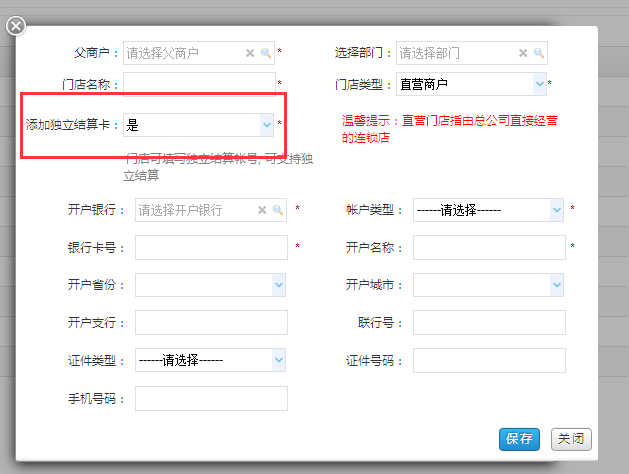 父商户： 请选择父商户 * 选择部门： 请选择部门
门店名称： * 门店类型： 直营商户 *
添加独立结算卡： 是 * 温馨提示：直营门店指由总公司直接经营
的连锁店
门店可填写独立结算帐号, 可支持独
立结算
开户银行： 请选择开户银行 * 帐户类型： ------请选择------ *
银行卡号： * 开户名称： *
开户省份： 开户城市：
开户支行： 联行号：
证件类型： ------请选择------ 证件号码：
手机号码：
保存 关闭